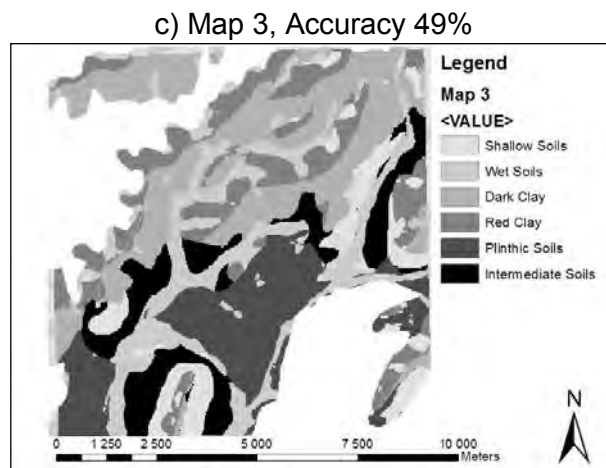 c) Map 3, Accuracy 49%
Legend
Map 3
<VALUE>
Shallow Soils
Wet Soils
Dark Clay
Red Clay
Plinthic Soils
Intermediate Soils
N
0 1 250 2 500 5 000 7 500 10 000
Meters